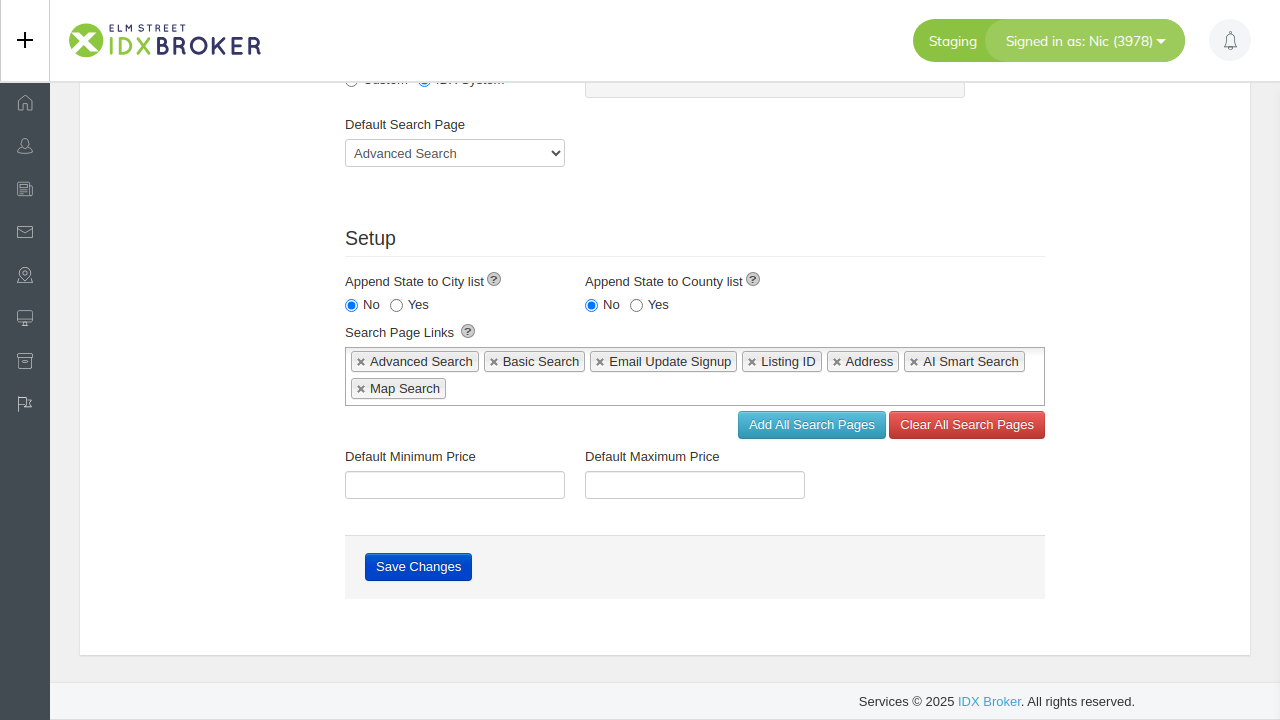 ELM STREET
IDXBROKER
Staging
Signed in as: Nic (3978)
Custom
IDX System
Default Search Page
Advanced Search
Setup
Append State to City list ?
Append State to County list ?
No
Yes
No
Yes
Search Page Links ?
× Advanced Search
× Basic Search
× Email Update Signup
× Listing ID
× Address
× AI Smart Search
× Map Search
Add All Search Pages
Clear All Search Pages
Default Minimum Price
Default Maximum Price
Save Changes
Services © 2025 IDX Broker. All rights reserved.